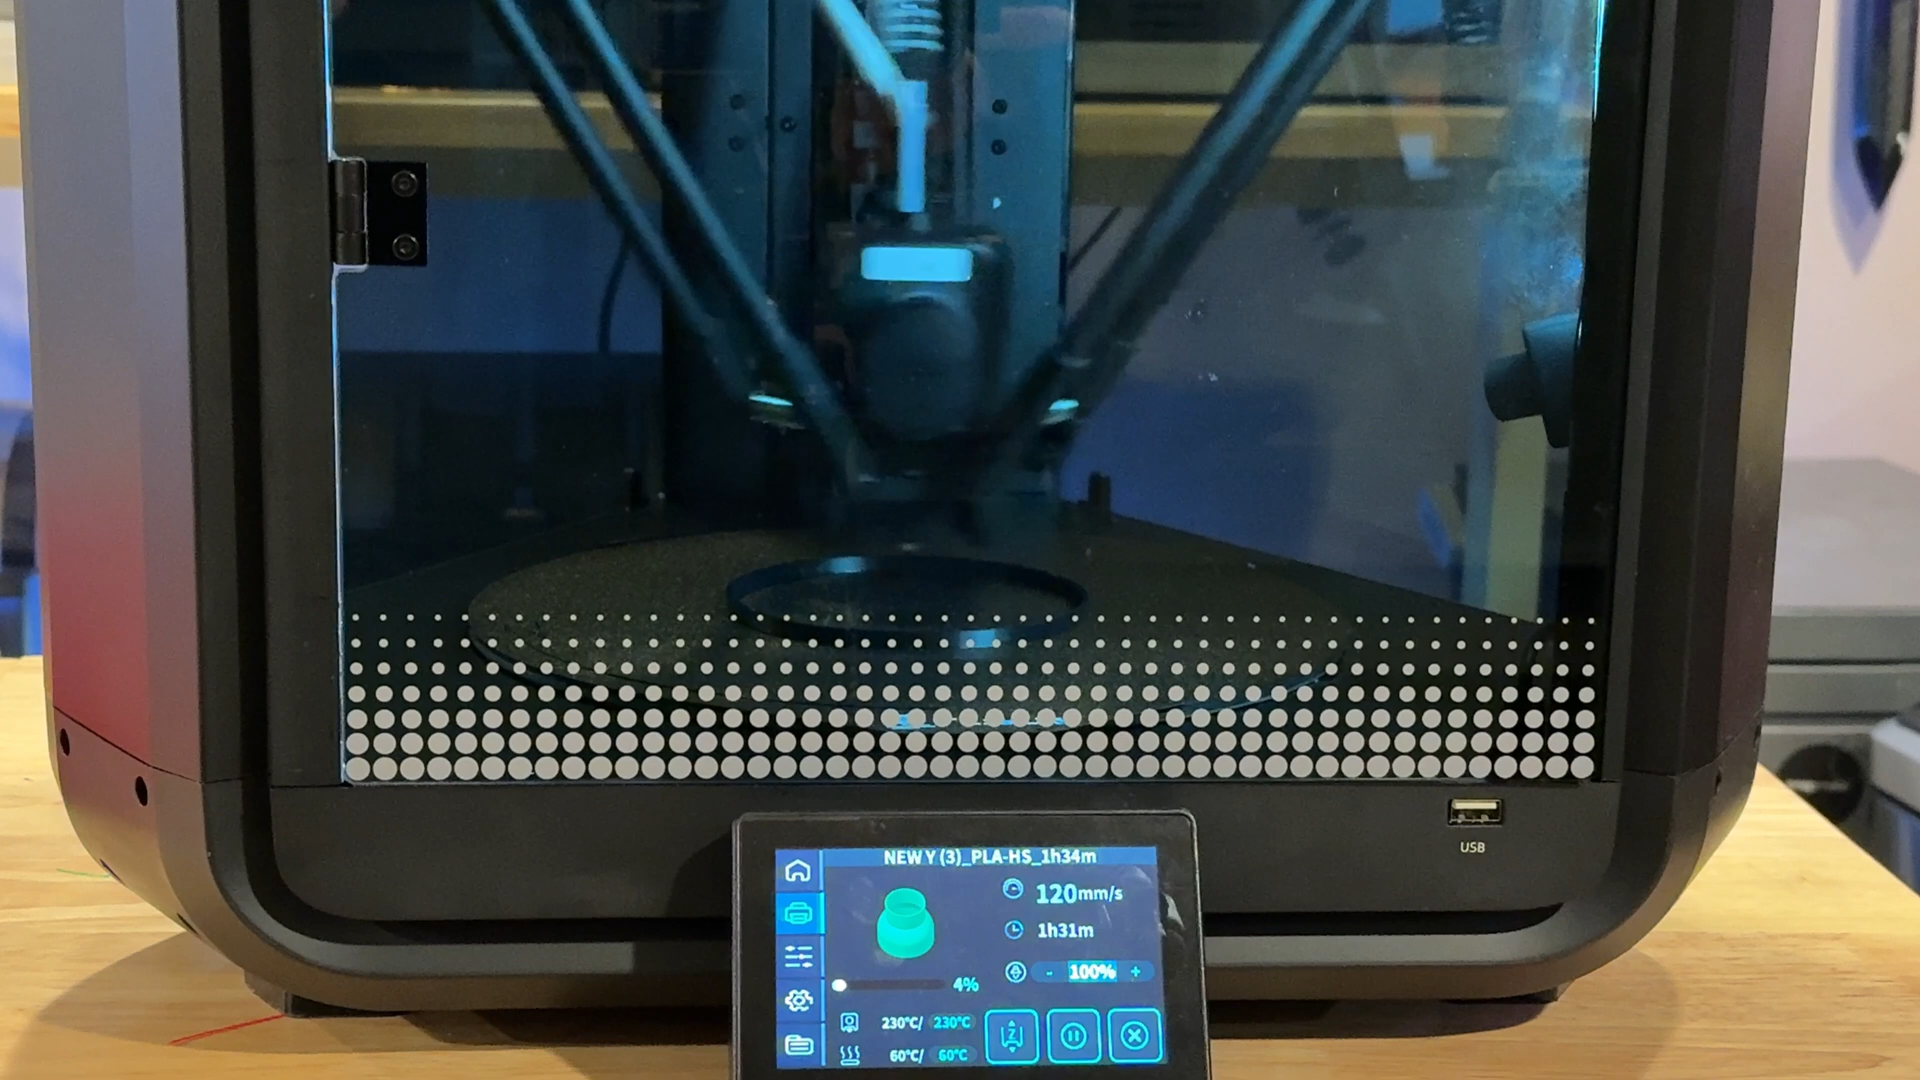 USB
NEW Y (3)_PLA-HS_1h34m
120mm/s
1h31m
- 100% +
4%
230℃/ 230℃
Z
60℃/ 60℃